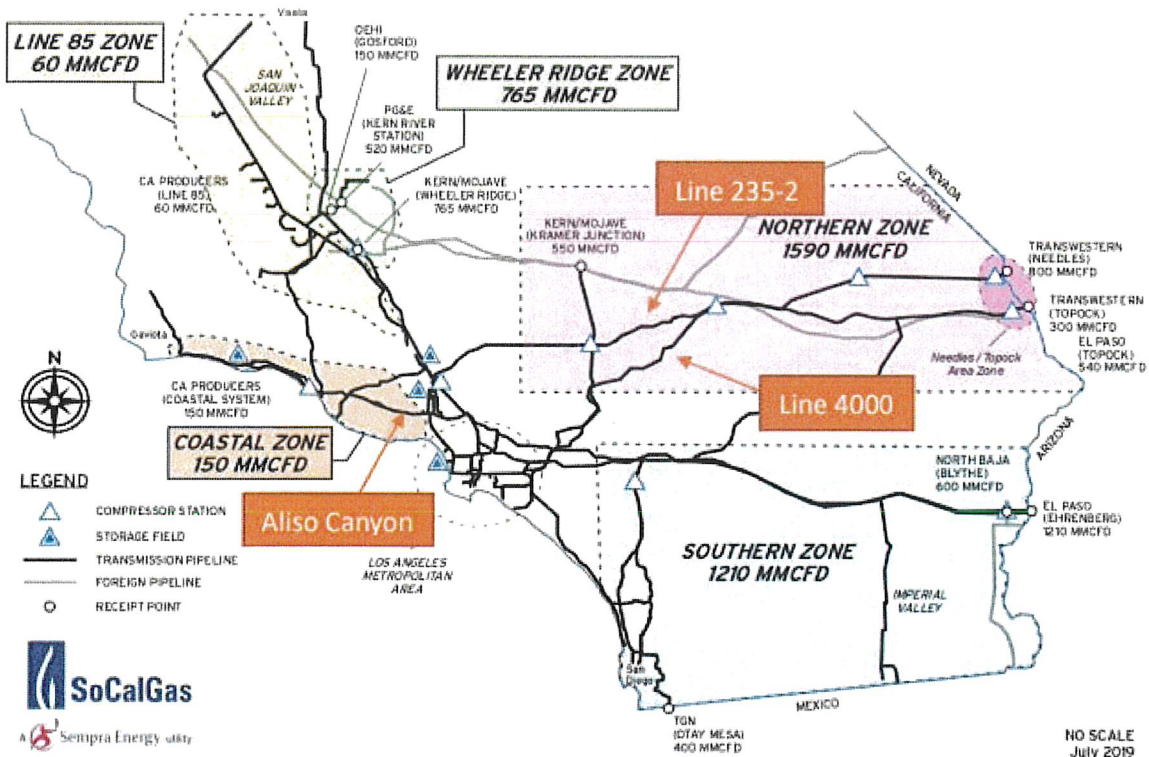 Visalia
LINE 85 ZONE
60 MMCFD
SAN
JOAQUIN
VALLEY
OEHI
(GOSFORD)
150 MMCFD
WHEELER RIDGE ZONE
765 MMCFD
PG&E
(KERN RIVER
STATION)
520 MMCFD
CA PRODUCERS
(LINE 85)
60 MMCFD
KERN/MOJAVE
(WHEELER RIDGE)
765 MMCFD
Line 235-2
NEVADA
CALIFORNIA
KERN/MOJAVE
(KRAMER JUNCTION)
550 MMCFD
NORTHERN ZONE
1590 MMCFD
TRANSWESTERN
(NEEDLES)
800 MMCFD
TRANSWESTERN
(TOPOCK)
300 MMCFD
EL PASO
(TOPOCK)
540 MMCFD
Needles / Topock
Area Zone
Gaviota
N
CA PRODUCERS
(COASTAL SYSTEM)
150 MMCFD
Line 4000
COASTAL ZONE
150 MMCFD
ARIZONA
LEGEND
COMPRESSOR STATION
STORAGE FIELD
TRANSMISSION PIPELINE
FOREIGN PIPELINE
RECEIPT POINT
Aliso Canyon
LOS ANGELES
METROPOLITAN
AREA
NORTH BAJA
(BLYTHE)
600 MMCFD
EL PASO
(EHRENBERG)
1210 MMCFD
SOUTHERN ZONE
1210 MMCFD
IMPERIAL
VALLEY
San
Diego
MEXICO
TGN
(OTAY MESA)
400 MMCFD
SoCalGas
A Sempra Energy utility
NO SCALE
July 2019